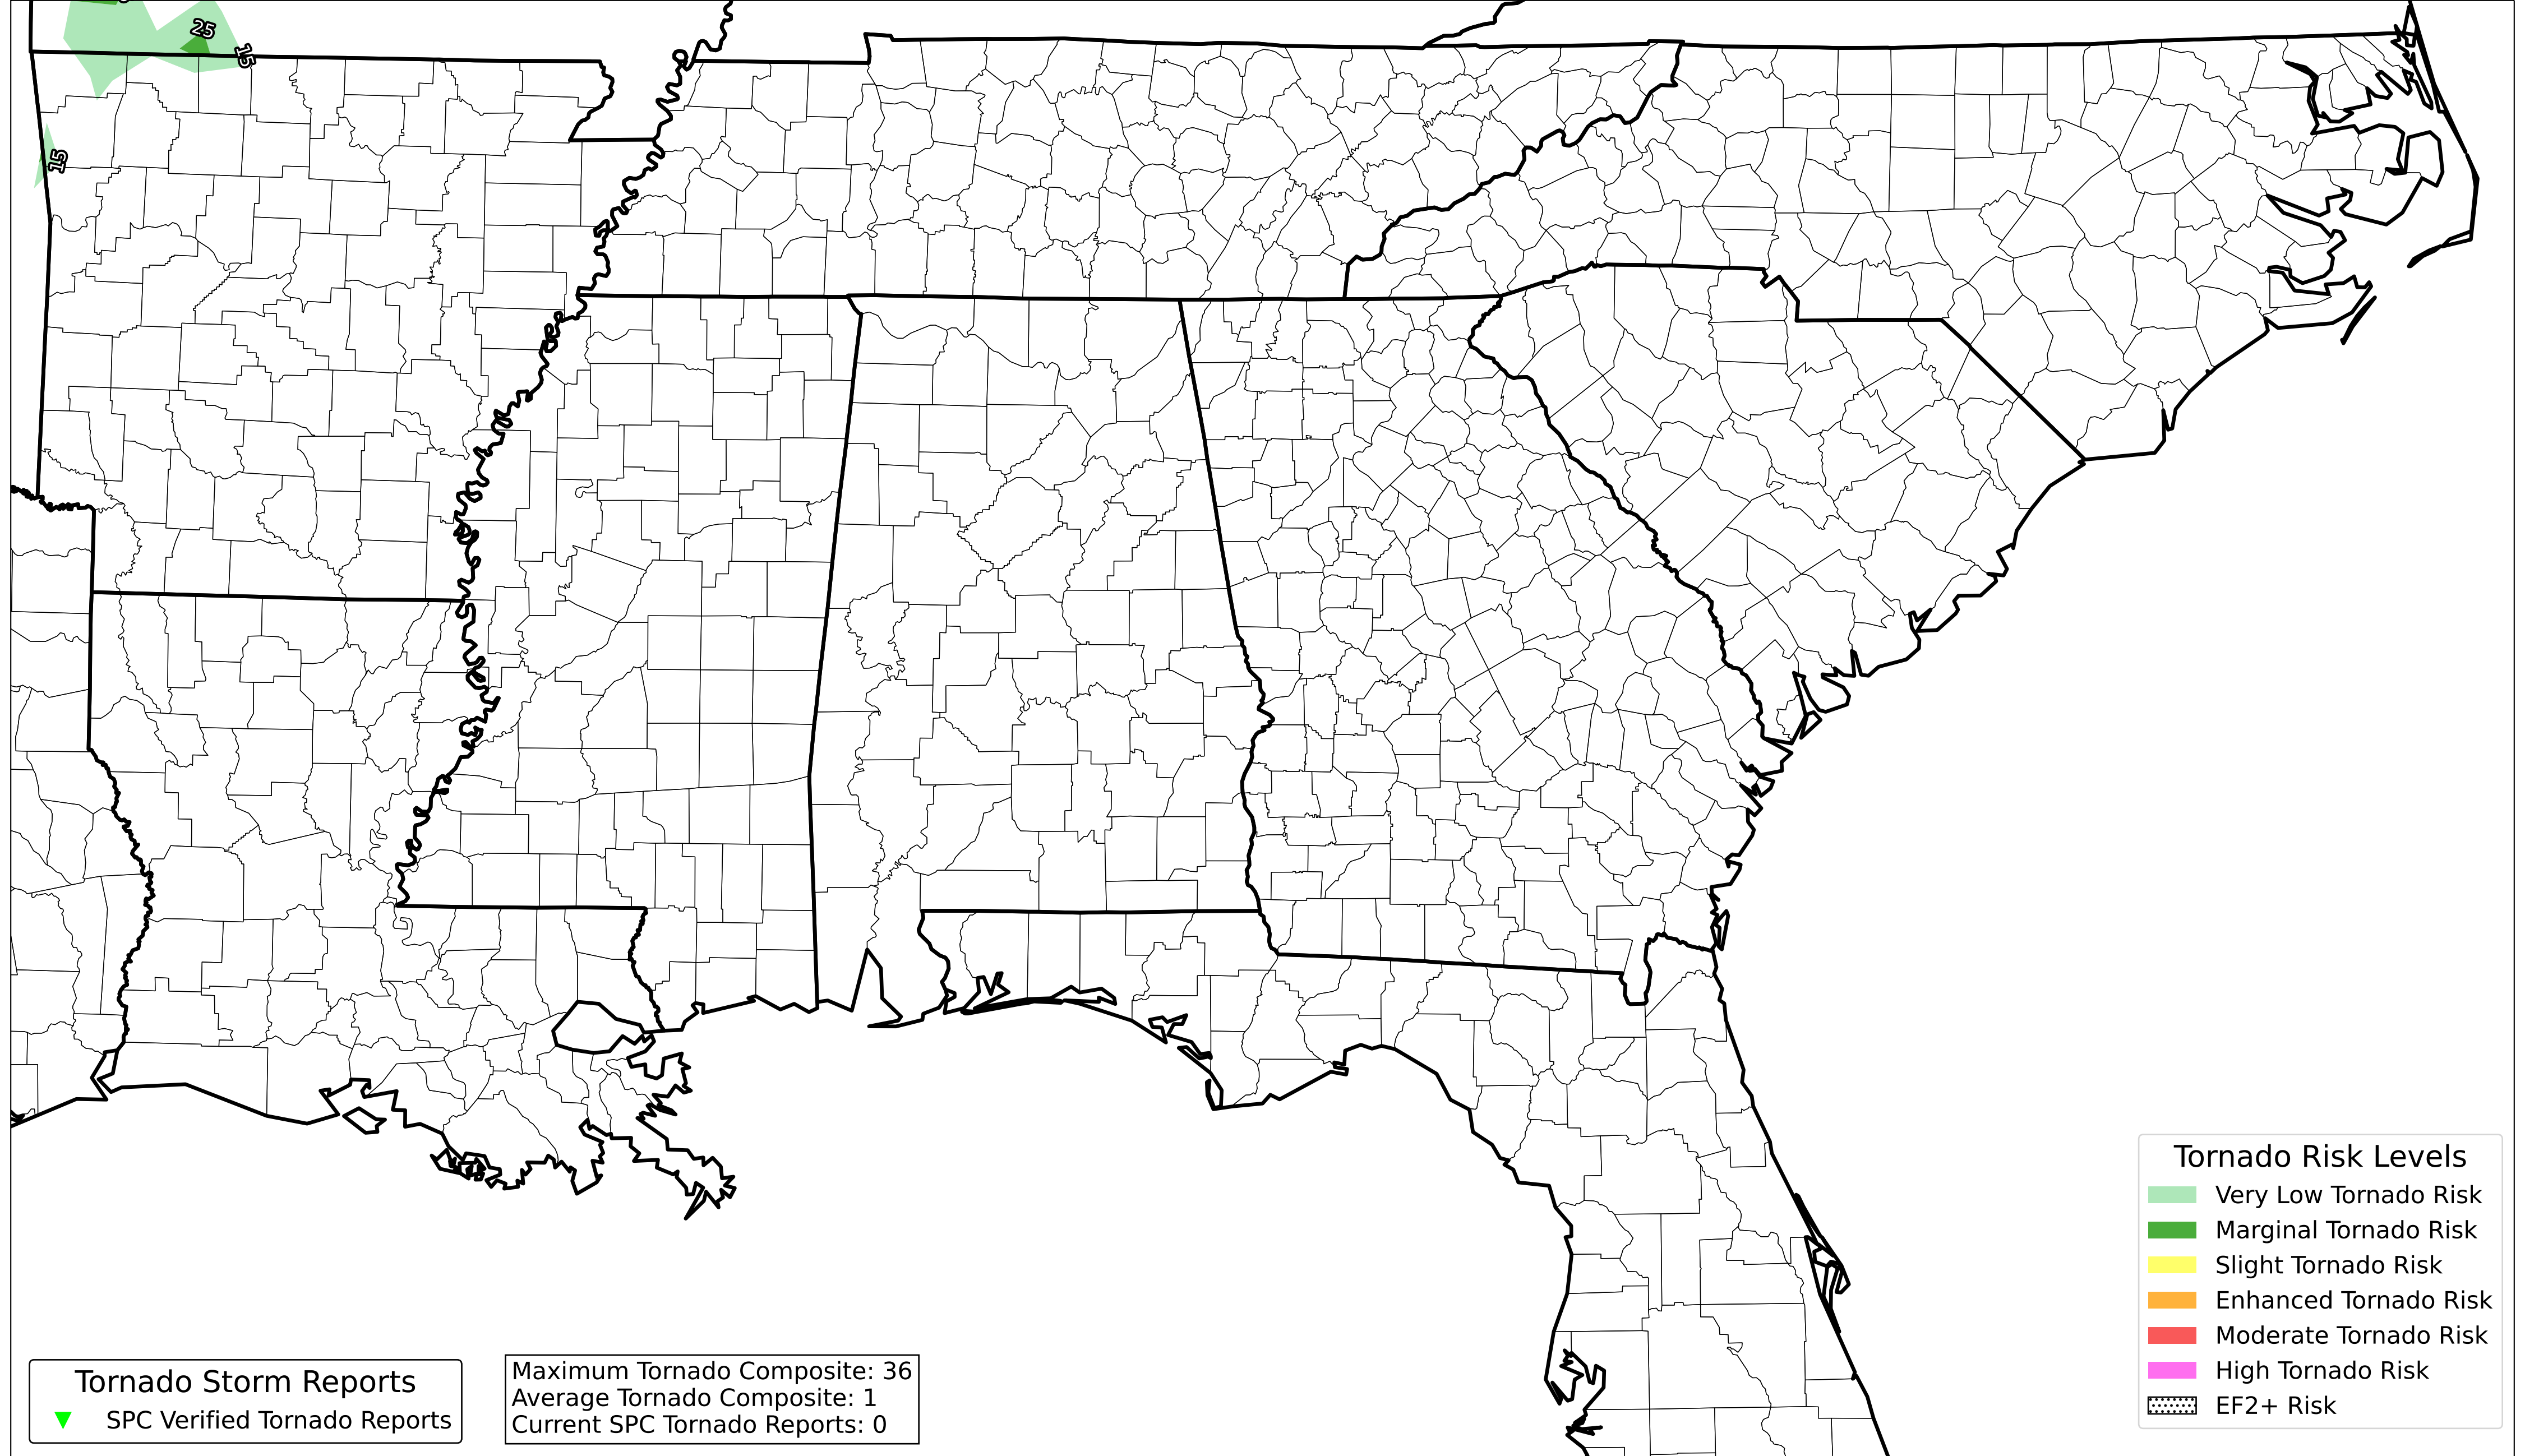 25
15
15
Tornado Risk Levels
Very Low Tornado Risk
Marginal Tornado Risk
Slight Tornado Risk
Enhanced Tornado Risk
Moderate Tornado Risk
High Tornado Risk
EF2+ Risk
Tornado Storm Reports
SPC Verified Tornado Reports
Maximum Tornado Composite: 36
Average Tornado Composite: 1
Current SPC Tornado Reports: 0